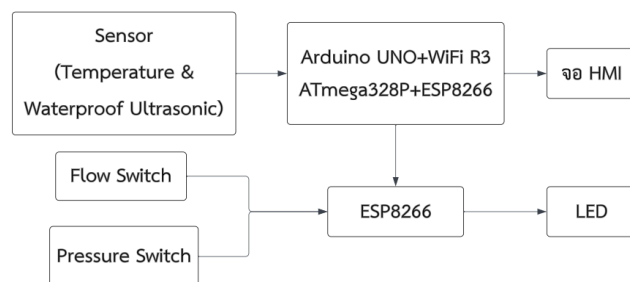 Sensor
(Temperature &
Waterproof Ultrasonic)
Arduino UNO+WiFi R3
ATmega328P+ESP8266
จอ HMI
Flow Switch
ESP8266
LED
Pressure Switch